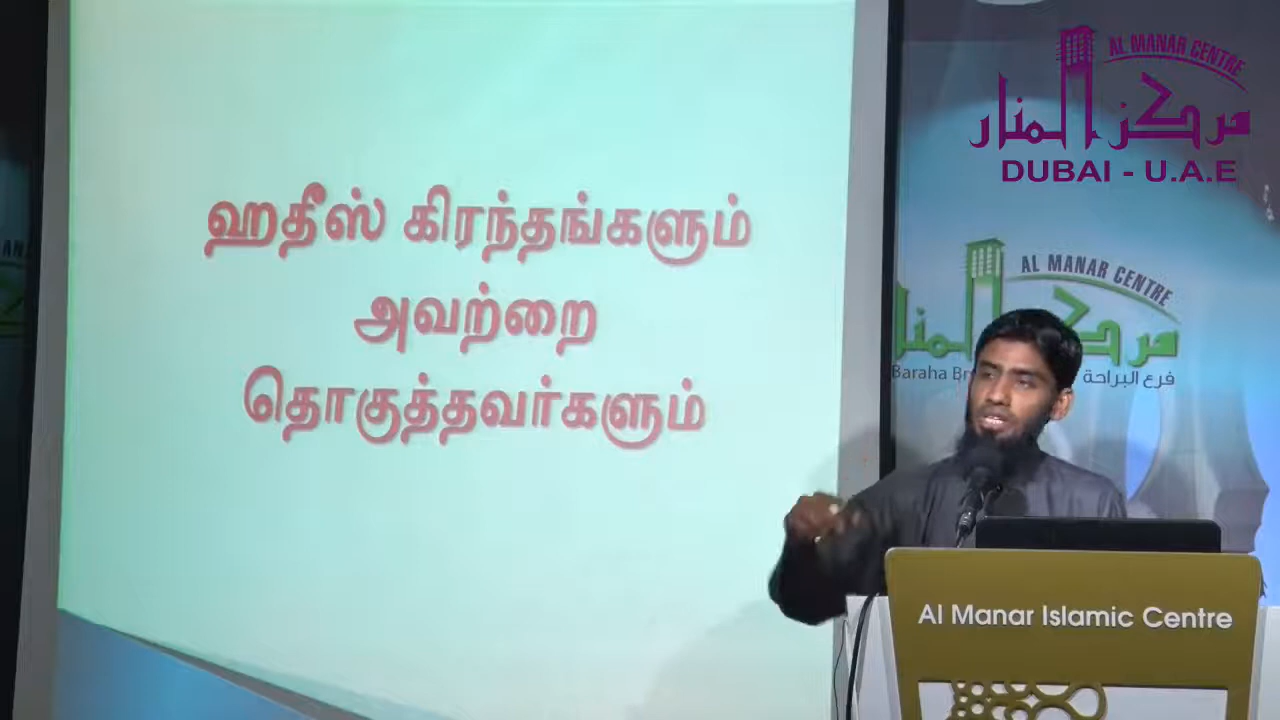 ஹதீஸ் கிரந்தங்களும்
அவற்றை
தொகுத்தவர்களும்
AL MANAR CENTRE
مركز المنار
DUBAI - U.A.E
AL MANAR CENTRE
مركز المنار
Baraha
فرع البراحة
Al Manar Islamic Centre